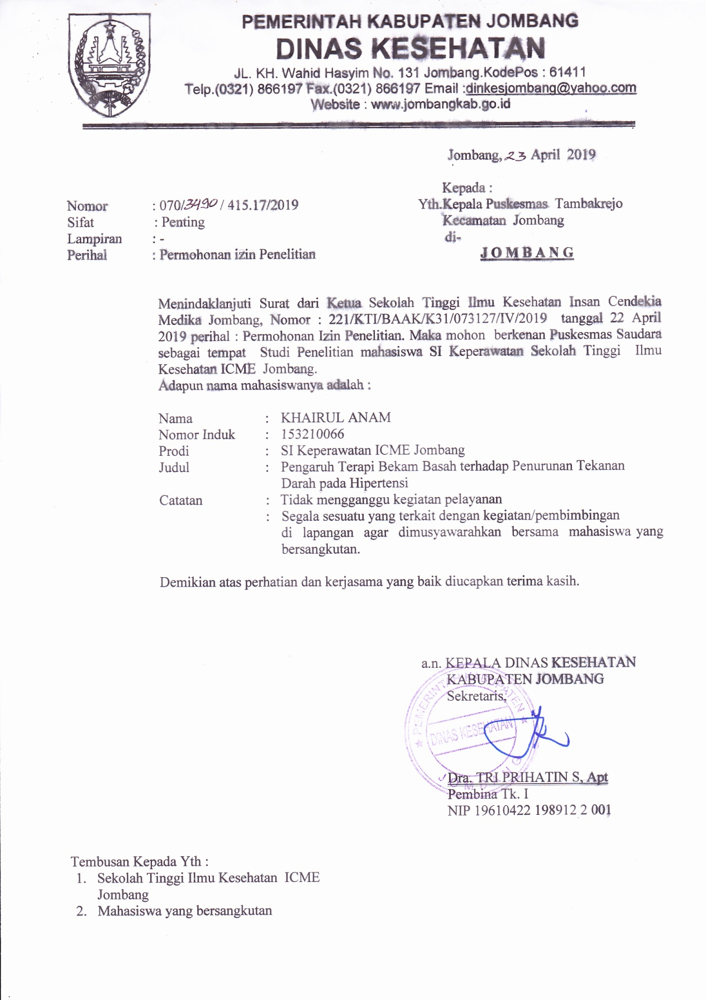 PEMERINTAH KABUPATEN JOMBANG
DINAS KESEHATAN
JL. KH. Wahid Hasyim No. 131 Jombang.KodePos : 61411
Telp.(0321) 866197 Fax.(0321) 866197 Email :dinkesjombang@yahoo.com
Website : www.jombangkab.go.id
Jombang, 23 April 2019
Kepada :
Yth.Kepala Puskesmas Tambakrejo
Kecamatan Jombang
di-
J O M B A N G
Nomor : 070/3490 / 415.17/2019
Sifat : Penting
Lampiran : -
Perihal : Permohonan izin Penelitian
Menindaklanjuti Surat dari Ketua Sekolah Tinggi Ilmu Kesehatan Insan Cendekia
Medika Jombang, Nomor : 221/KTI/BAAK/K31/073127/IV/2019 tanggal 22 April
2019 perihal : Permohonan Izin Penelitian. Maka mohon berkenan Puskesmas Saudara
sebagai tempat Studi Penelitian mahasiswa SI Keperawatan Sekolah Tinggi Ilmu
Kesehatan ICME Jombang.
Adapun nama mahasiswanya adalah :
Nama : KHAIRUL ANAM
Nomor Induk : 153210066
Prodi : SI Keperawatan ICME Jombang
Judul : Pengaruh Terapi Bekam Basah terhadap Penurunan Tekanan
Darah pada Hipertensi
Catatan : Tidak mengganggu kegiatan pelayanan
: Segala sesuatu yang terkait dengan kegiatan/pembimbingan
di lapangan agar dimusyawarahkan bersama mahasiswa yang
bersangkutan.
Demikian atas perhatian dan kerjasama yang baik diucapkan terima kasih.
a.n. KEPALA DINAS KESEHATAN
KABUPATEN JOMBANG
Sekretaris,
PEMERINTAH KABUPATEN
DINAS KESEHATAN
JOMBANG
Dra. TRI PRIHATIN S, Apt
Pembina Tk. I
NIP 19610422 198912 2 001
Tembusan Kepada Yth :
1. Sekolah Tinggi Ilmu Kesehatan ICME
Jombang
2. Mahasiswa yang bersangkutan